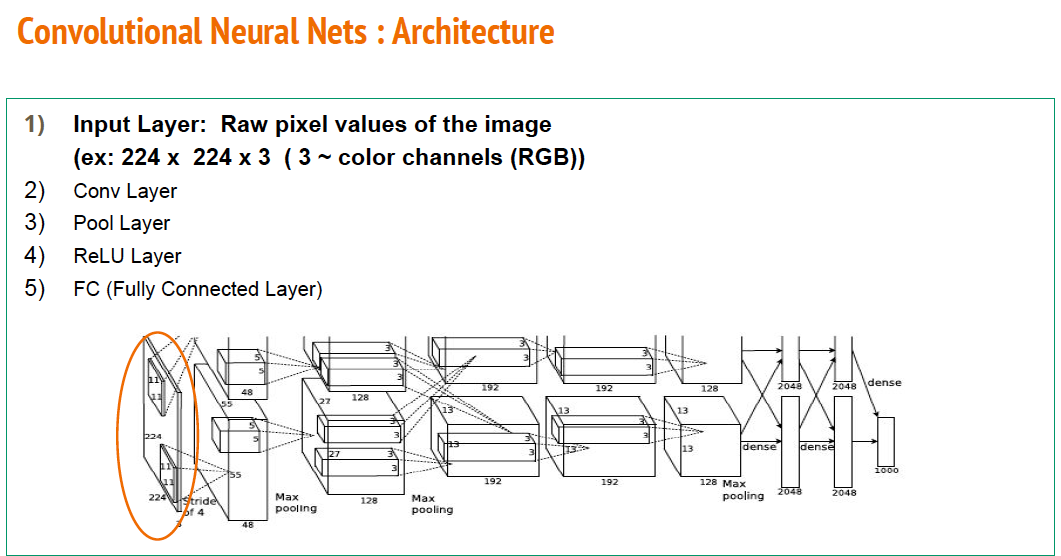 Convolutional Neural Nets : Architecture
1) Input Layer: Raw pixel values of the image
(ex: 224 x 224 x 3 ( 3 ~ color channels (RGB))
2) Conv Layer
3) Pool Layer
4) ReLU Layer
5) FC (Fully Connected Layer)
11
11
224
11
11
224
3
Stride
of 4
5
5
48
55
5
5
55
48
Max
pooling
3
3
3
128
27
3
3
27
3
3
128
Max
pooling
3
3
192
13
3
13
3
192
3
3
192
13
3
3
13
192
128
13
13
128
Max
pooling
2048
2048
dense
dense
dense
1000
2048
2048